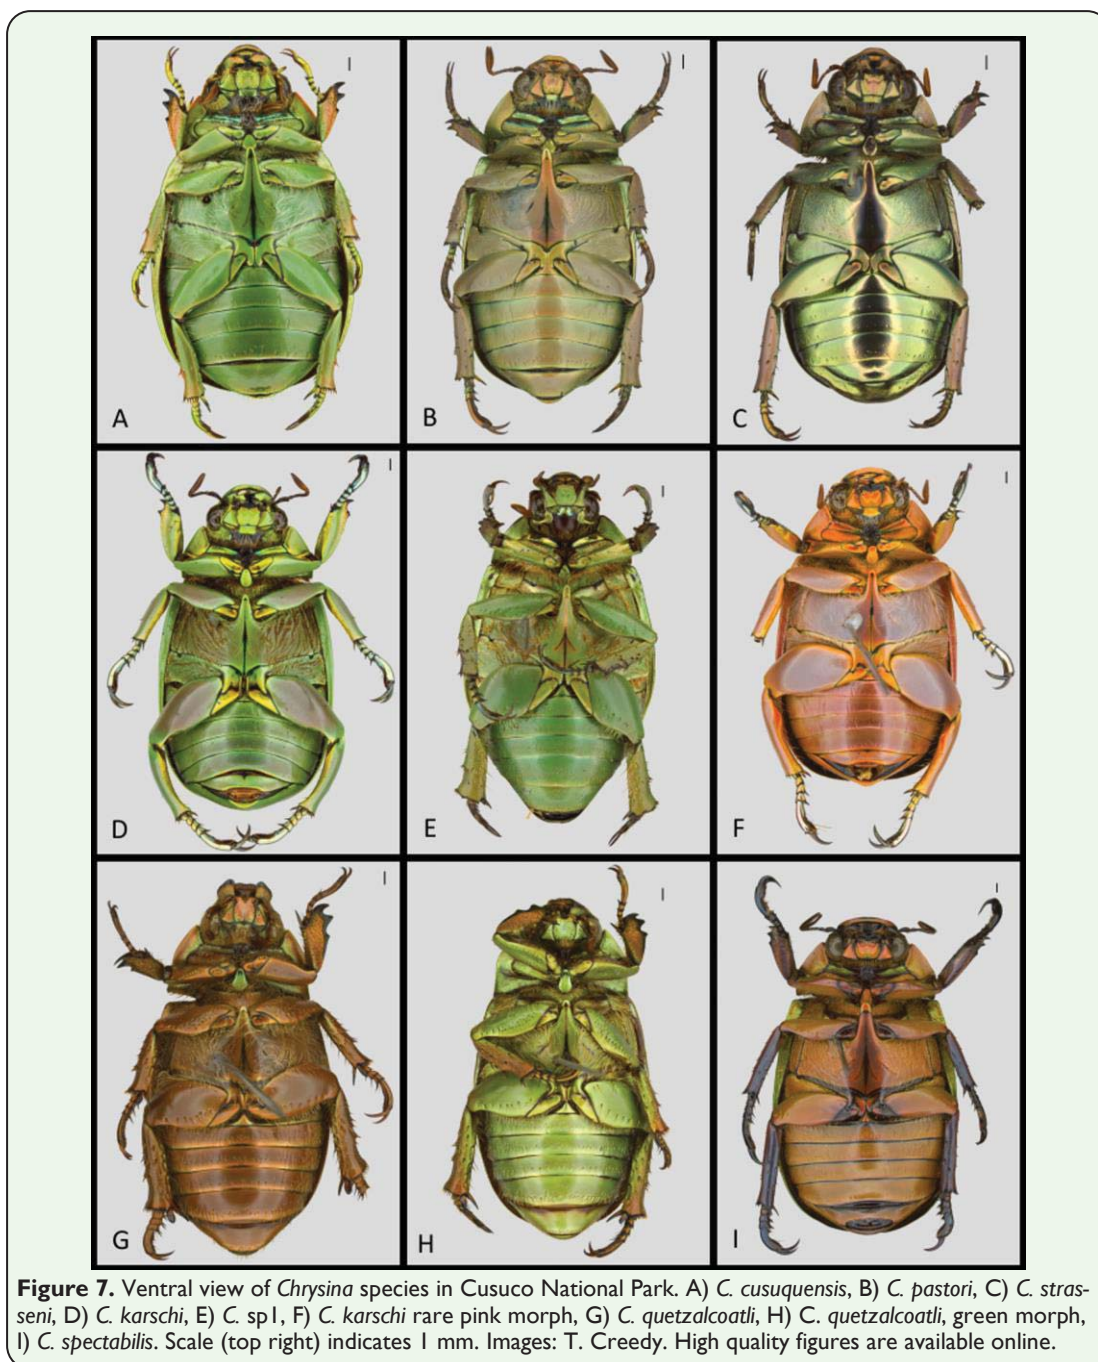 A
B
C
D
E
F
G
H
I
Figure 7. Ventral view of Chrysina species in Cusuco National Park. A) C. cusuquensis, B) C. pastori, C) C. stras-
seni, D) C. karschi, E) C. sp1, F) C. karschi rare pink morph, G) C. quetzalcoatli, H) C. quetzalcoatli, green morph,
I) C. spectabilis. Scale (top right) indicates 1 mm. Images: T. Creedy. High quality figures are available online.